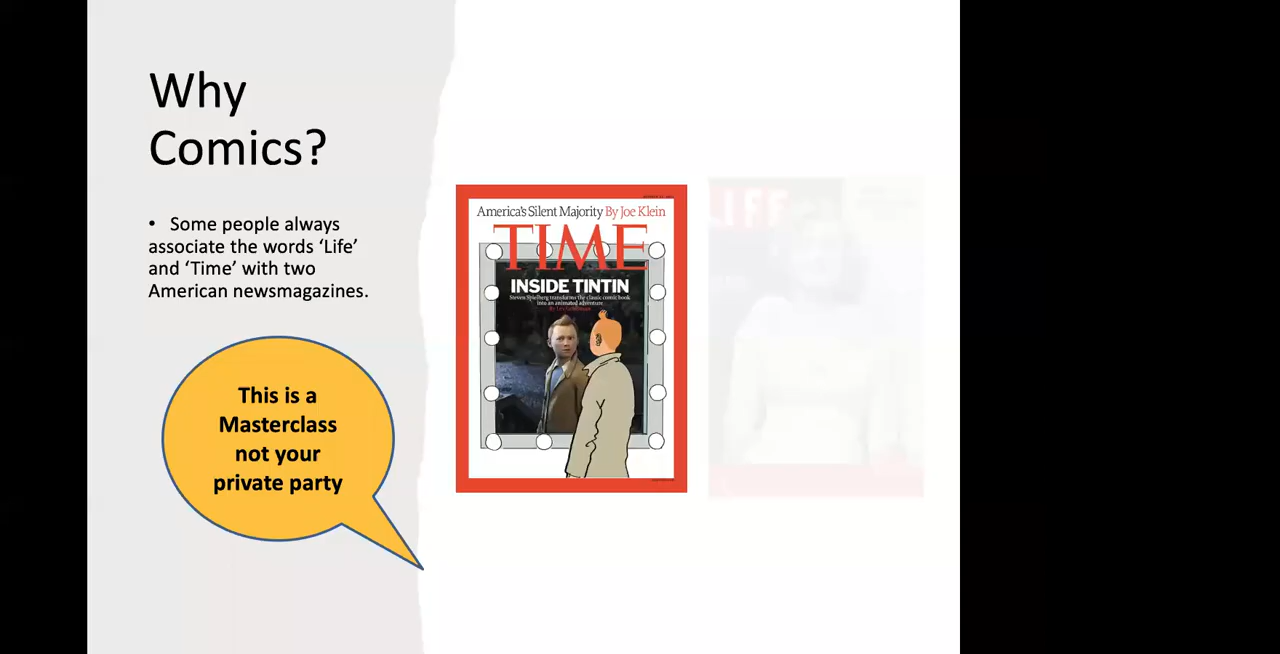 Why
Comics?
• Some people always
associate the words ‘Life’
and ‘Time’ with two
American newsmagazines.
This is a
Masterclass
not your
private party
America's Silent Majority By Joe Klein
TIME
INSIDE TINTIN
Steven Spielberg transforms the classic comic book
into an animated adventure
LIFE